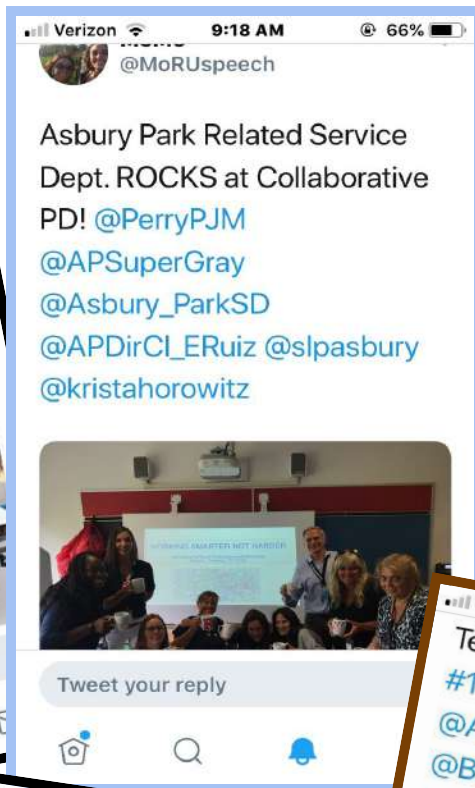 Verizon 9:18 AM 66%
@MoRUspeech
Asbury Park Related Service
Dept. ROCKS at Collaborative
PD! @PerryPJM
@APSuperGray
@Asbury_ParkSD
@APDirCI_ERuiz @slpasbury
@kristahorowitz
WORKING SMARTER NOT HARDER
Tweet your reply
Te
#1
@A
@B